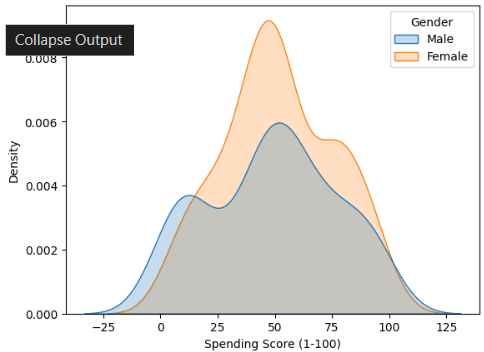 Collapse Output
Gender
Male
Female
0.008
0.006
0.004
0.002
0.000
Density
−25
0
25
50
75
100
125
Spending Score (1-100)